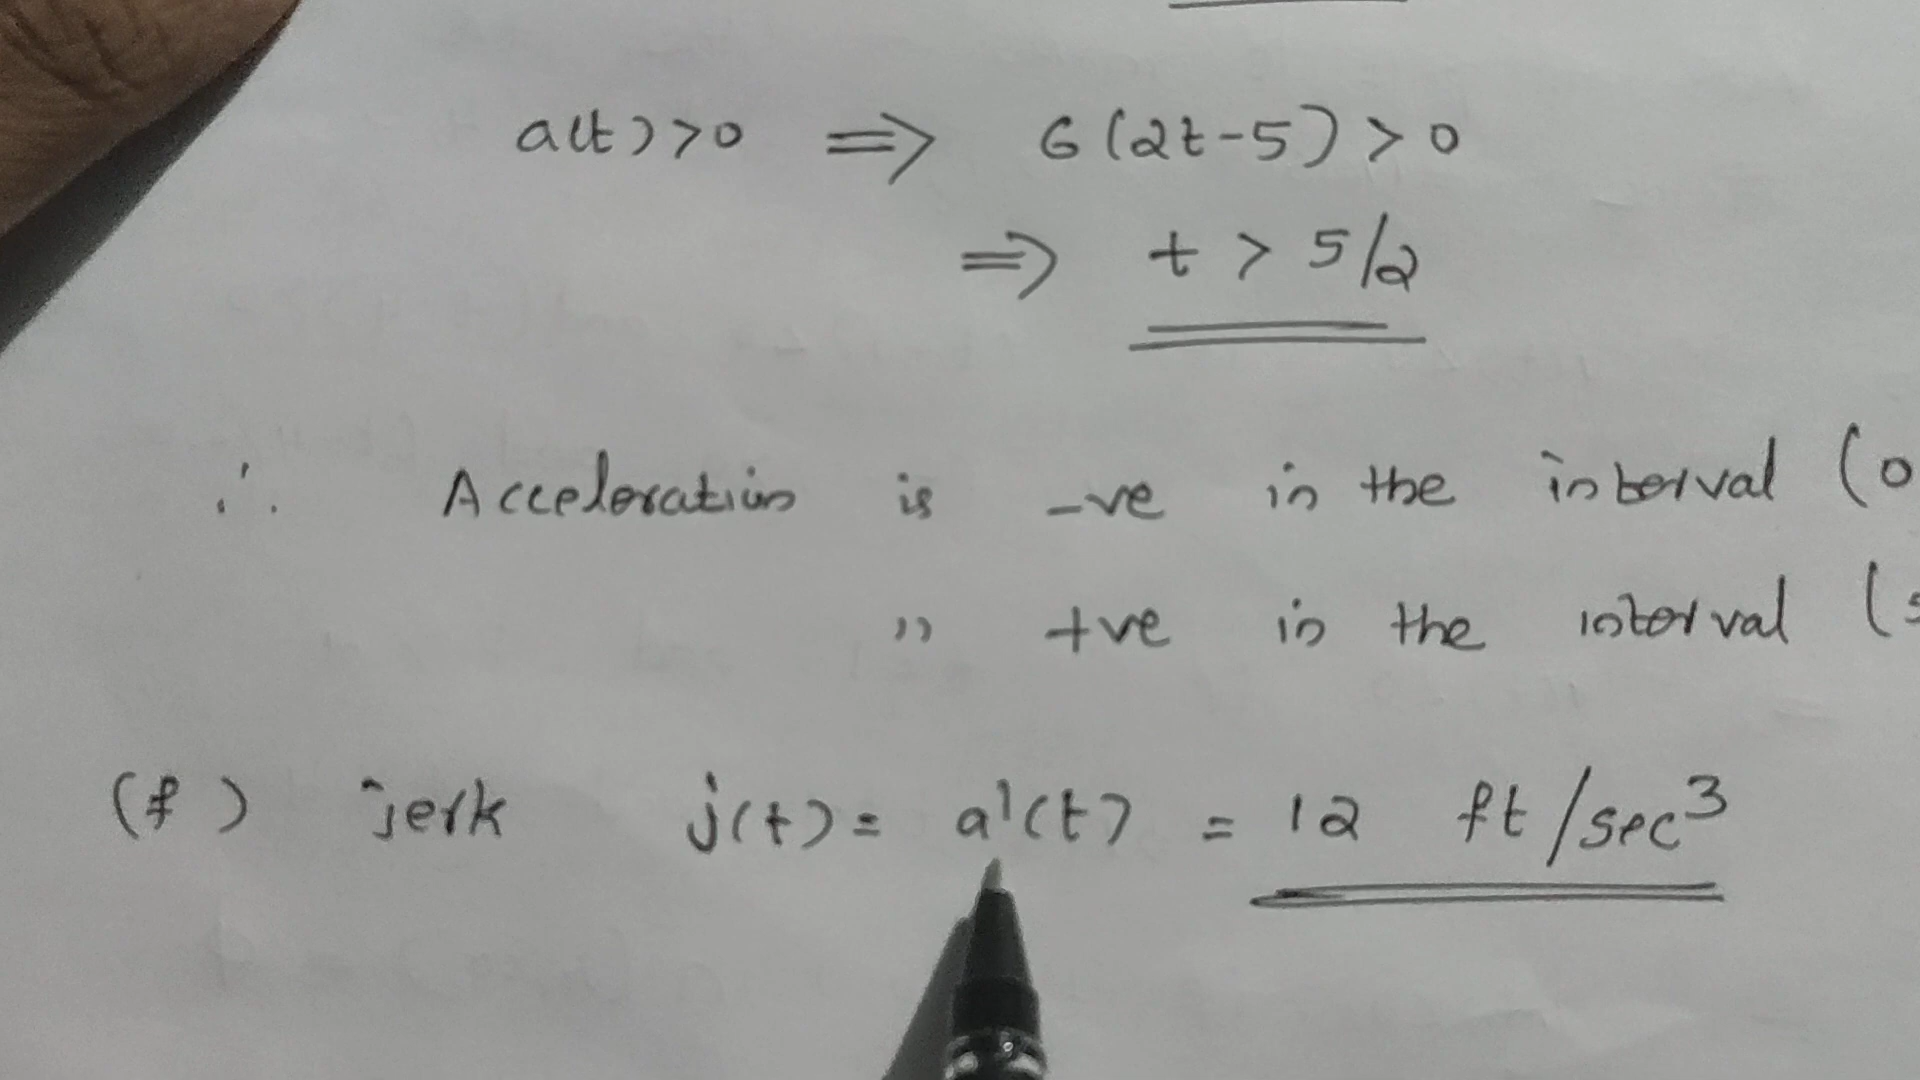 a(t) > 0 ⇒ 6(2t-5) > 0
⇒ t > 5/2
∴ Acceleration is -ve in the interval (0
,, +ve in the interval (5
(f) jerk j(t) = a'(t) = 12 ft/sec³